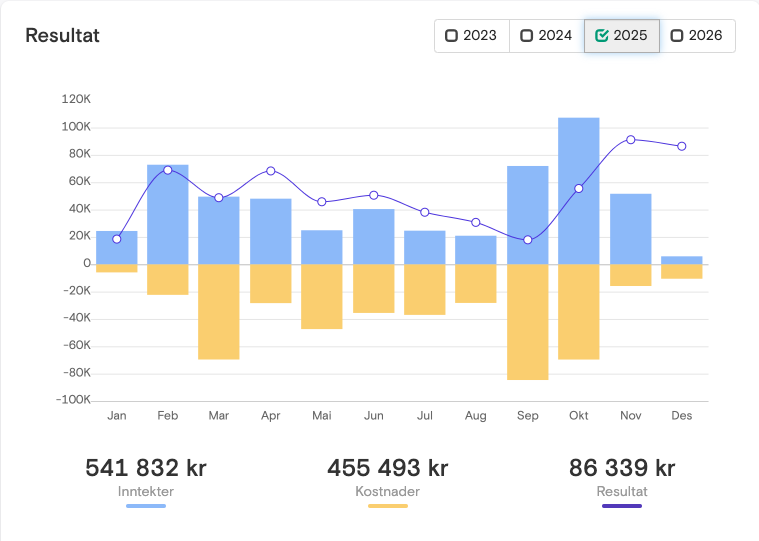 Resultat
2023 2024 2025 2026
120K
100K
80K
60K
40K
20K
0
-20K
-40K
-60K
-80K
-100K
Jan Feb Mar Apr Mai Jun Jul Aug Sep Okt Nov Des
541 832 kr 455 493 kr 86 339 kr
Inntekter Kostnader Resultat